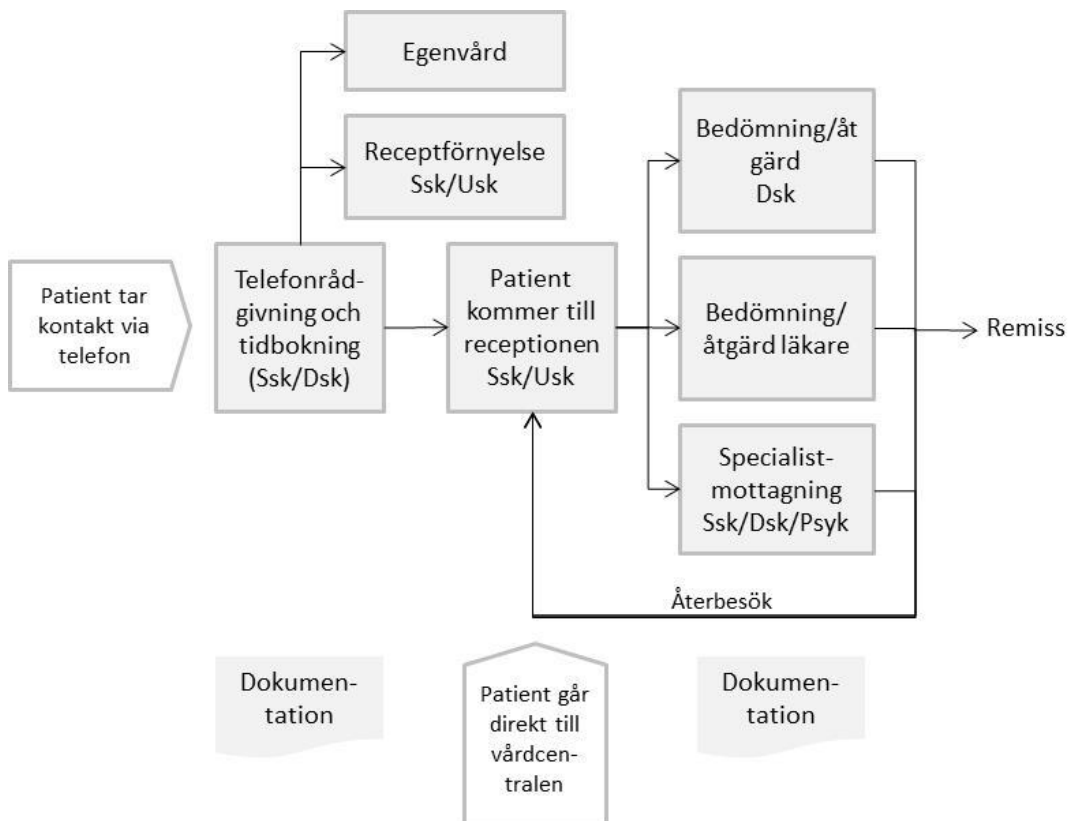 Egenvård
Receptförnyelse
Ssk/Usk
Patient tar
kontakt via
telefon
Telefonråd-
givning och
tidbokning
(Ssk/Dsk)
Patient
kommer till
receptionen
Ssk/Usk
Bedömning/åt
gärd
Dsk
Bedömning/
åtgärd läkare
Specialist-
mottagning
Ssk/Dsk/Psyk
Remiss
Återbesök
Dokumen-
tation
Patient går
direkt till
vårdcen-
tralen
Dokumen-
tation